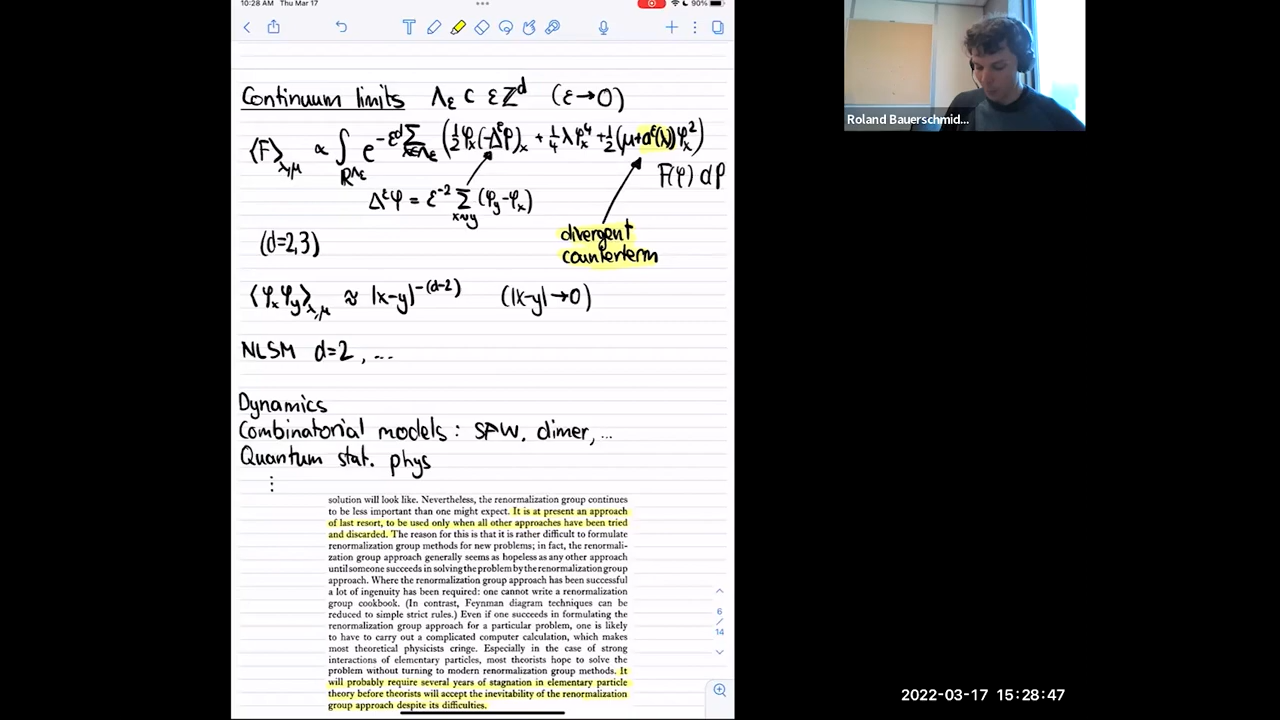 10:28 AM Thu Mar 17
90%
Continuum limits Λ_ε ⊂ εℤ^d (ε→0)
⟨F⟩_{λ,μ} ∝ ∫_{ℝ^{Λ_ε}} e^{-ε^d Σ_{x∈Λ_ε} (½φ_x(-Δ^ε φ)_x + ¼λφ_x^4 + ½(μ+a^ε(λ))φ_x^2)}
F(φ) dφ
Δ^ε φ = ε^{-2} Σ_{x~y} (φ_y-φ_x)
(d=2,3)
divergent
counterterm
⟨φ_x φ_y⟩_{λ,μ} ≈ |x-y|^{-(d-2)} (|x-y|→0)
NLSM d=2, ...
Dynamics
Combinatorial models: SAW, dimer, ...
Quantum stat. phys
⋮
solution will look like. Nevertheless, the renormalization group continues
to be less important than one might expect. It is at present an approach
of last resort, to be used only when all other approaches have been tried
and discarded. The reason for this is that it is rather difficult to formulate
renormalization group methods for new problems; in fact, the renormali-
zation group approach generally seems as hopeless as any other approach
until someone succeeds in solving the problem by the renormalization group
approach. Where the renormalization group approach has been successful
a lot of ingenuity has been required: one cannot write a renormalization
group cookbook. (In contrast, Feynman diagram techniques can be
reduced to simple strict rules.) Even if one succeeds in formulating the
renormalization group approach for a particular problem, one is likely
to have to carry out a complicated computer calculation, which makes
most theoretical physicists cringe. Especially in the case of strong
interactions of elementary particles, most theorists hope to solve the
problem without turning to modern renormalization group methods. It
will probably require several years of stagnation in elementary particle
theory before theorists will accept the inevitability of the renormalization
group approach despite its difficulties.
6
/
14
Roland Bauerschmid...
2022-03-17 15:28:47